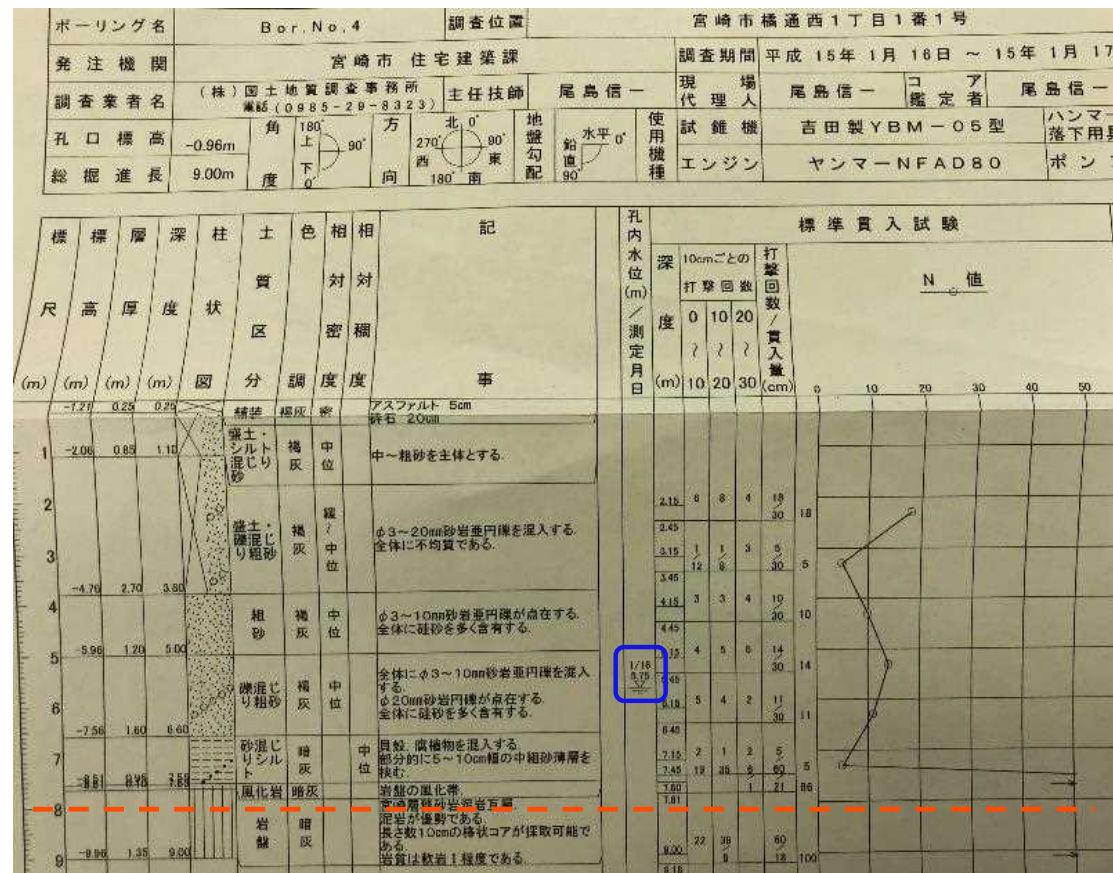 ボーリング名 Bor.No.4 調査位置 宮崎市橘通西1丁目1番1号
発注機関 宮崎市 住宅建築課 調査期間 平成 15年 1月 16日 ~ 15年 1月 17
調査業者名 (株)国土地質調査事務所 電話(0985-29-8323) 主任技師 尾島信一 現場代理人 尾島信一 コア鑑定者 尾島信一
孔口標高 -0.96m 角度 180° 上 下 0° 90° 方向 北 0° 270° 90° 西 東 180° 南 地盤勾配 水平 0° 鉛直 90° 使用機種 試錐機 吉田製YBM-05型 ハンマー落下用具
総掘進長 9.00m エンジン ヤンマーNFAD80 ポン
標尺(m) 標高(m) 層厚(m) 深度(m) 柱状図 土質区分 色調 相対密度 相対稠度 記事 孔内水位(m)/測定月日 標準貫入試験
深度(m) 10cmごとの打撃回数 0~10 10~20 20~30 打撃回数/貫入量(cm) N 値
0 10 20 30 40 50
-1.21 0.25 0.25 舗装 褐灰 密 アスファルト 5cm
砕石 20cm
1 -2.06 0.85 1.10 盛土・シルト混じり砂 褐灰 中位 中~粗砂を主体とする.
2 2.15 6 8 4 18/30 18
2.45
3 -4.76 2.70 3.80 盛土・礫混じり粗砂 褐灰 緩~中位 φ3~20mm砂岩亜円礫を混入する.
全体に不均質である.
3.15 1/12 1/8 3 5/30 5
3.45
4 -5.96 1.20 5.00 粗砂 褐灰 中位 φ3~10mm砂岩亜円礫が点在する.
全体に硅砂を多く含有する.
4.15 3 3 4 10/30 10
4.45
5 5.15 4 5 14/30 14
1/16
5.75
6 -7.56 1.60 6.60 礫混じり粗砂 褐灰 中位 全体にφ3~10mm砂岩亜円礫を混入
する.
φ20mm砂岩円礫が点在する.
全体に硅砂を多く含有する.
6.15 5 4 2 11/30 11
6.45
7 砂混じりシルト 暗灰 中位 貝殻、腐植物を混入する.
部分的に5~10cm幅の中粗砂薄層を
挟む.
7.15 2 1 2 5 5
7.45 19 35 6 60/21 86
風化岩 暗灰 岩盤の風化帯.
8 宮崎層群砂岩泥岩互層.
岩盤 暗灰 泥岩が優勢である.
長さ数10cmの棒状コアが採取可能で
ある.
岩質は軟岩Ⅰ程度である.
9 1.35 9.00
9.00 22 38 60/18 100
9.18